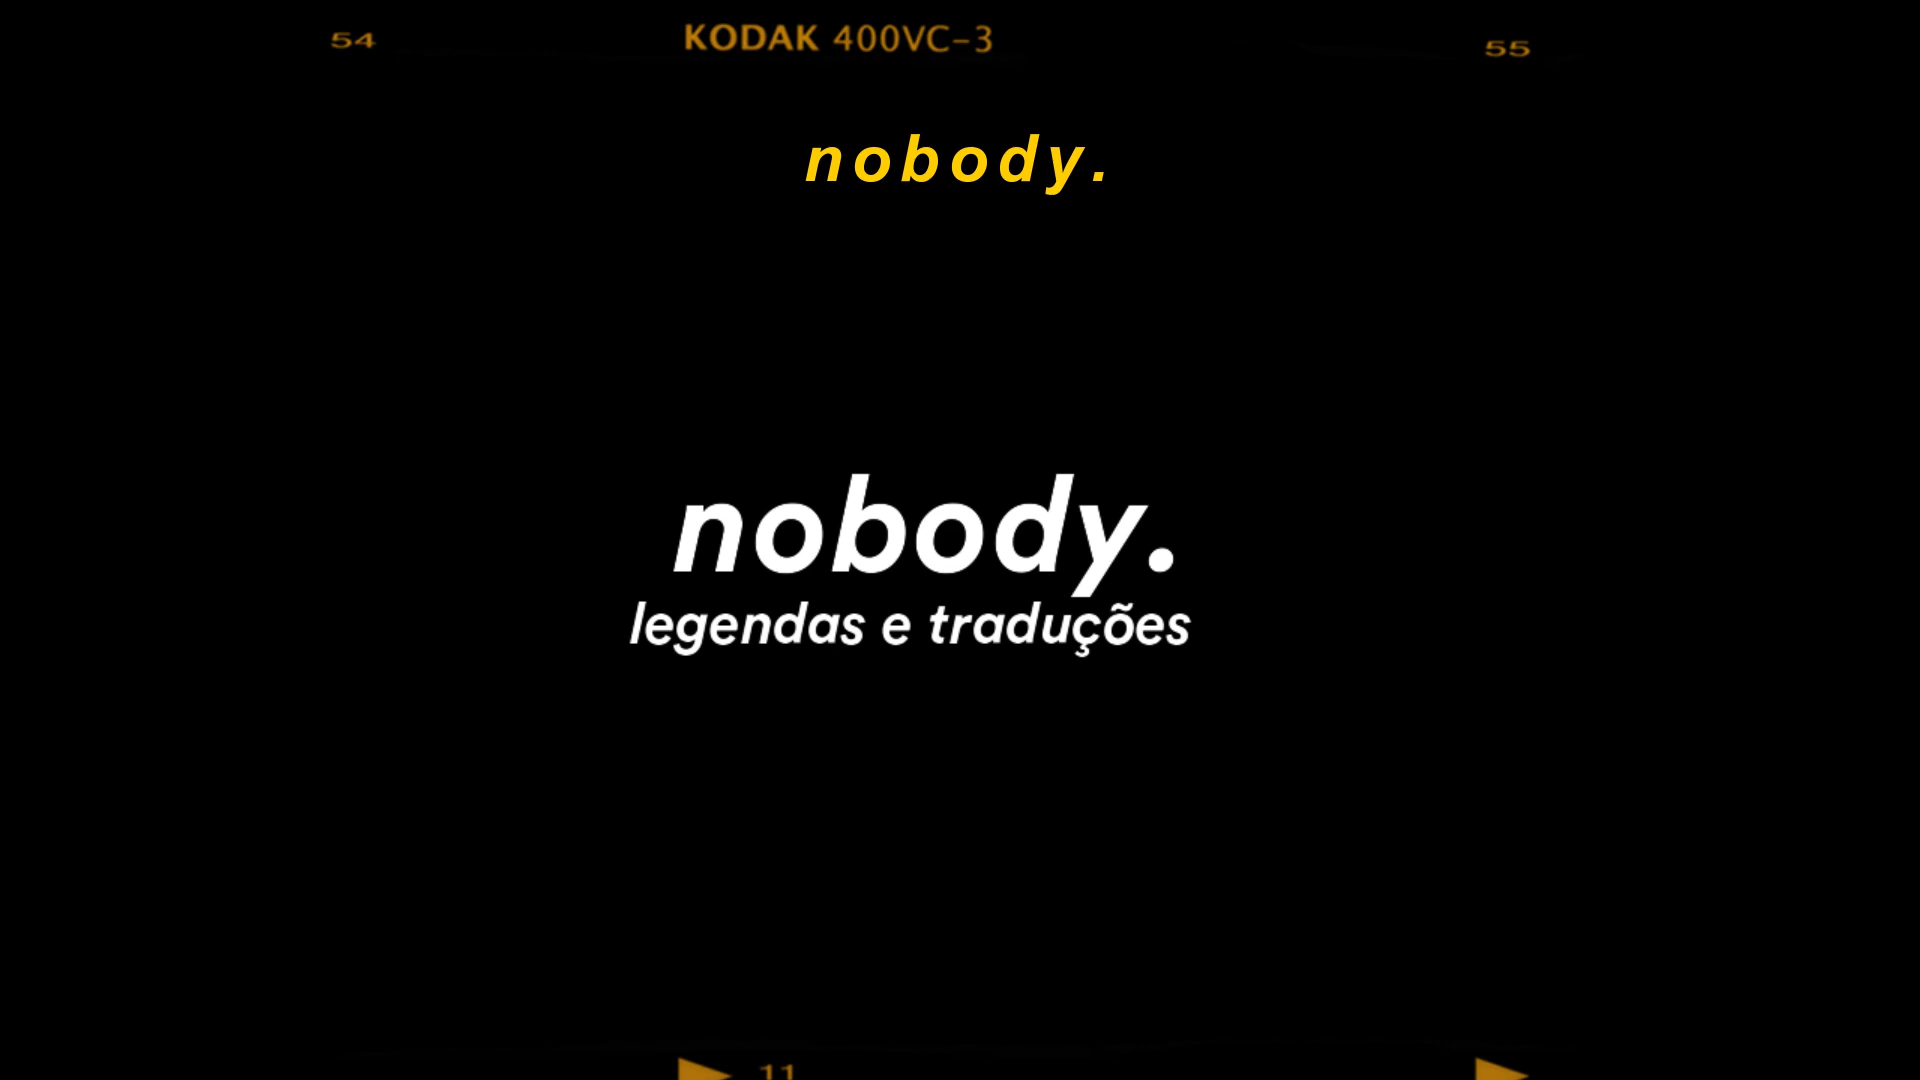 54 KODAK 400VC-3 55
nobody.
nobody.
legendas e traduções
11